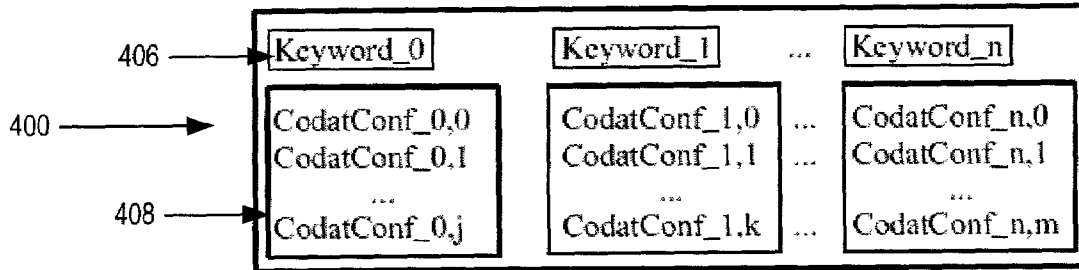 406 Keyword_0 Keyword_1 ... Keyword_n
400 CodatConf_0,0 CodatConf_1,0 ... CodatConf_n,0
CodatConf_0,1 CodatConf_1,1 ... CodatConf_n,1
... ... ...
408 CodatConf_0,j CodatConf_1,k ... CodatConf_n,m